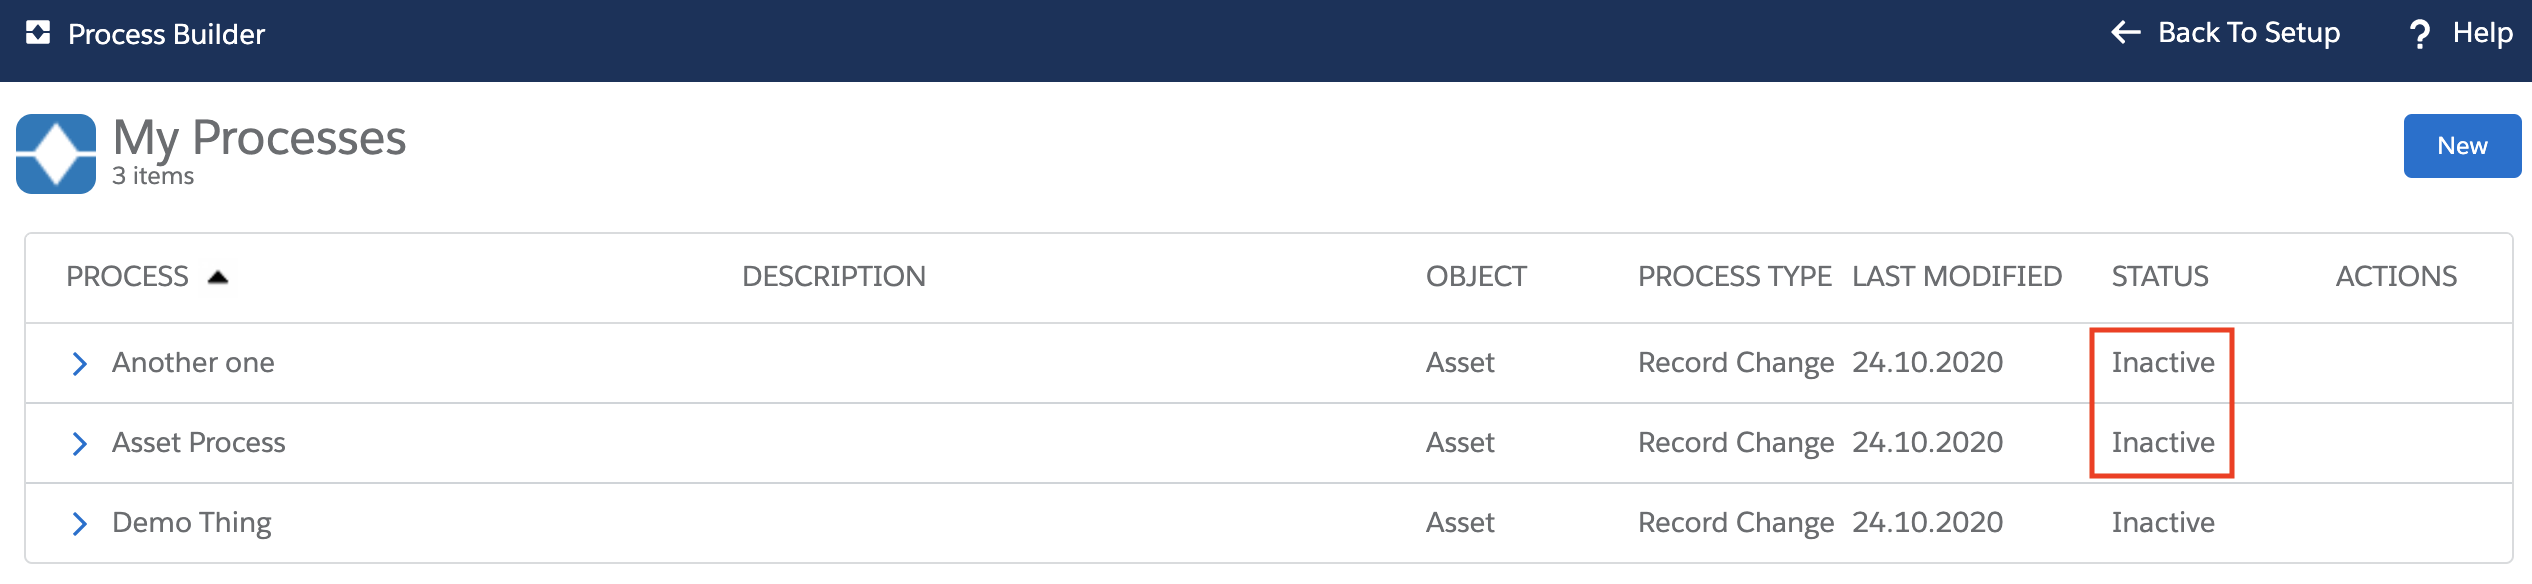 Process Builder
Back To Setup
? Help
My Processes
3 items
New
PROCESS DESCRIPTION OBJECT PROCESS TYPE LAST MODIFIED STATUS ACTIONS
Another one Asset Record Change 24.10.2020 Inactive
Asset Process Asset Record Change 24.10.2020 Inactive
Demo Thing Asset Record Change 24.10.2020 Inactive